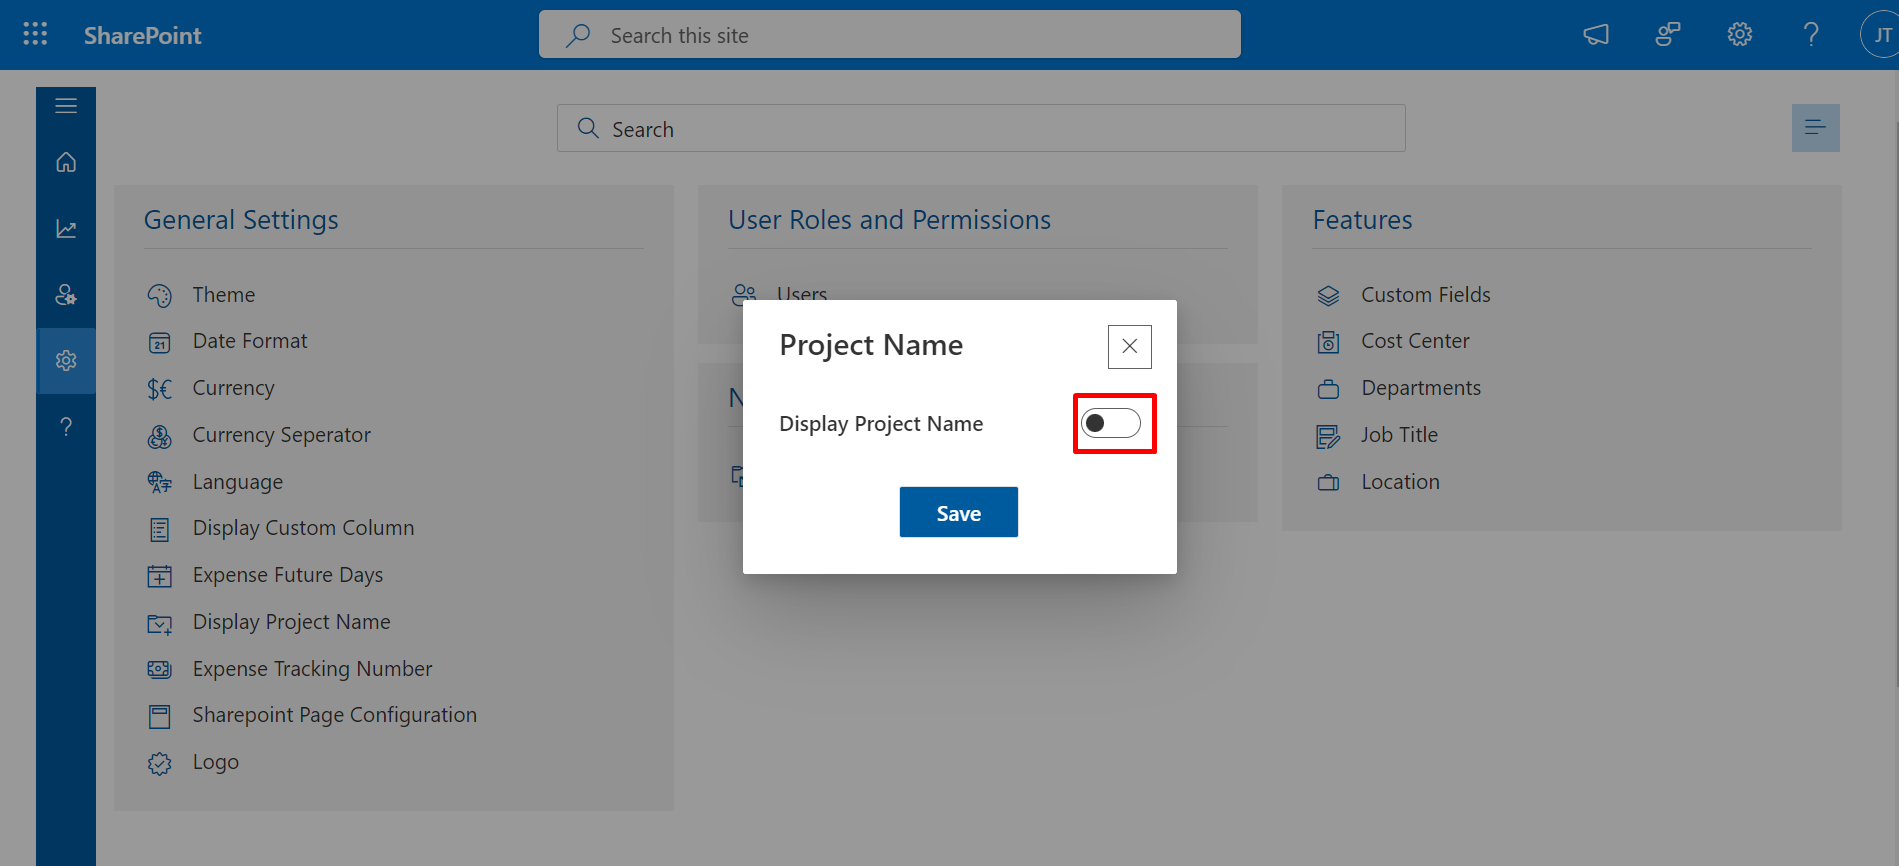 SharePoint
Search this site
JT
Search
General Settings
Theme
21
Date Format
Currency
Currency Seperator
Language
Display Custom Column
Expense Future Days
Display Project Name
Expense Tracking Number
Sharepoint Page Configuration
Logo
User Roles and Permissions
Users
N
Features
Custom Fields
Cost Center
Departments
Job Title
Location
Project Name
Display Project Name
Save